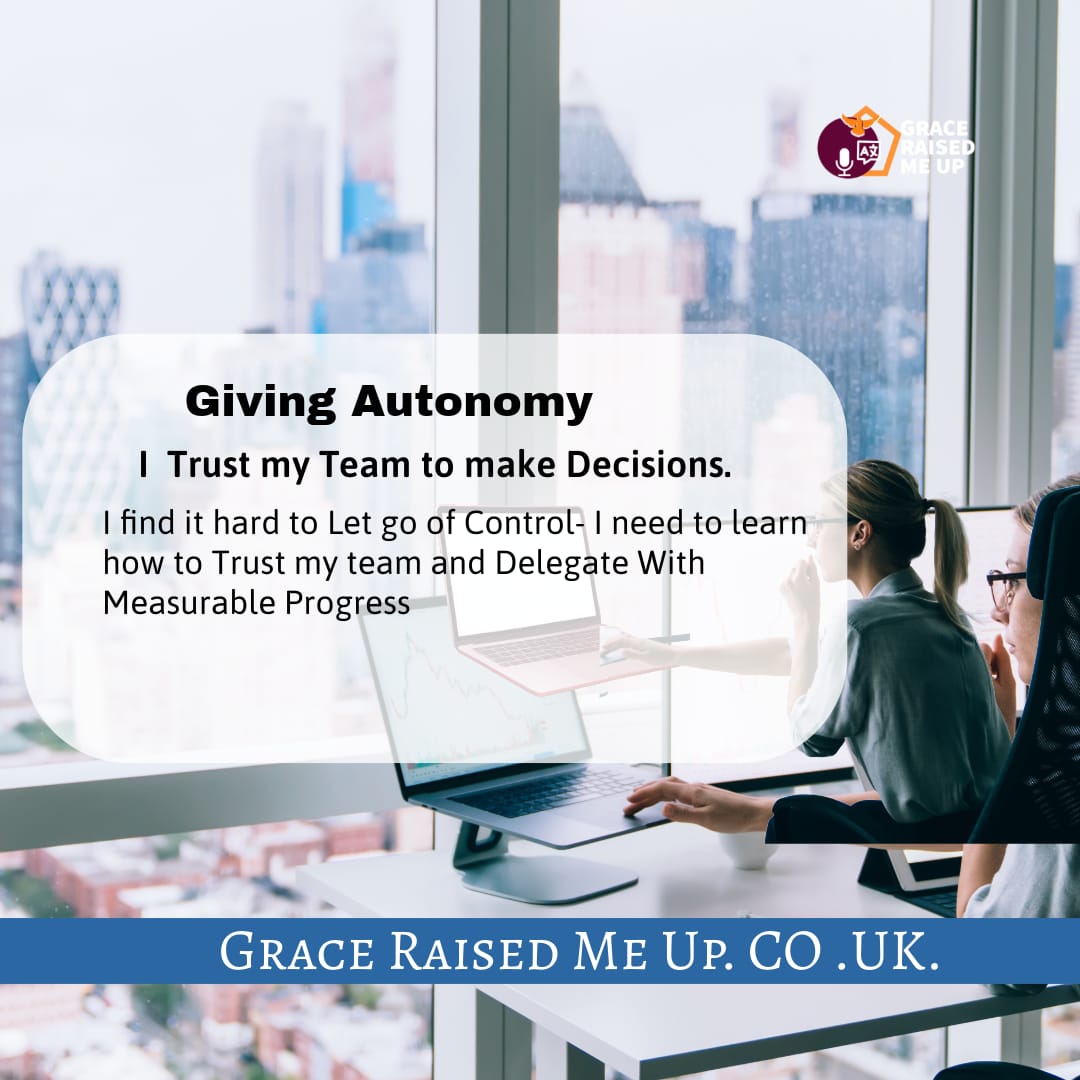 GRACE
RAISED
ME UP
Giving Autonomy
I Trust my Team to make Decisions.
I find it hard to Let go of Control- I need to learn
how to Trust my team and Delegate With
Measurable Progress
GRACE RAISED ME UP. CO .UK.